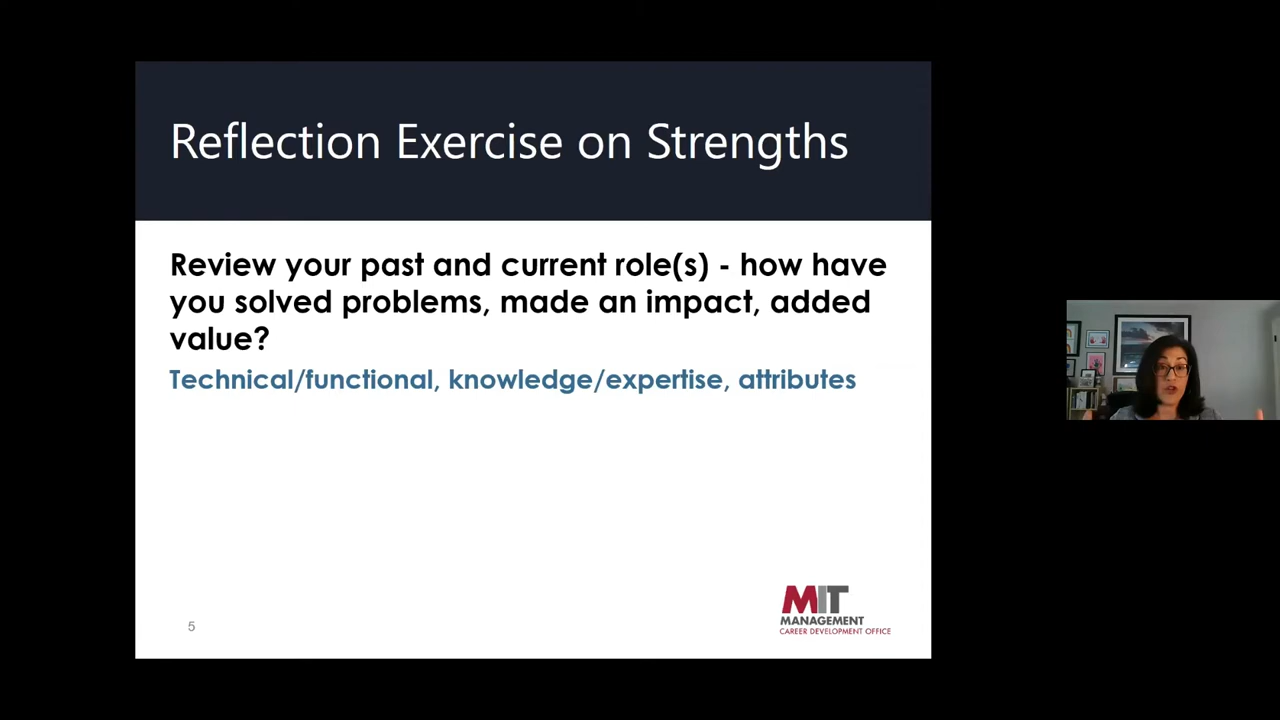 Reflection Exercise on Strengths
Review your past and current role(s) - how have
you solved problems, made an impact, added
value?
Technical/functional, knowledge/expertise, attributes
5
MIT
MANAGEMENT
CAREER DEVELOPMENT OFFICE